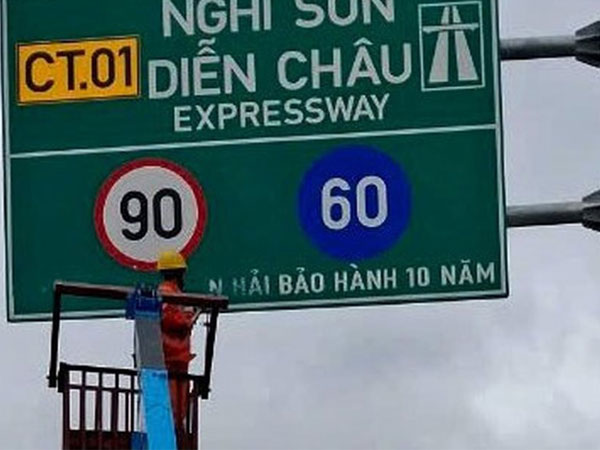 NGHI SƠN
CT.01
DIỄN CHÂU
EXPRESSWAY
90
60
HẢI BẢO HÀNH 10 NĂM